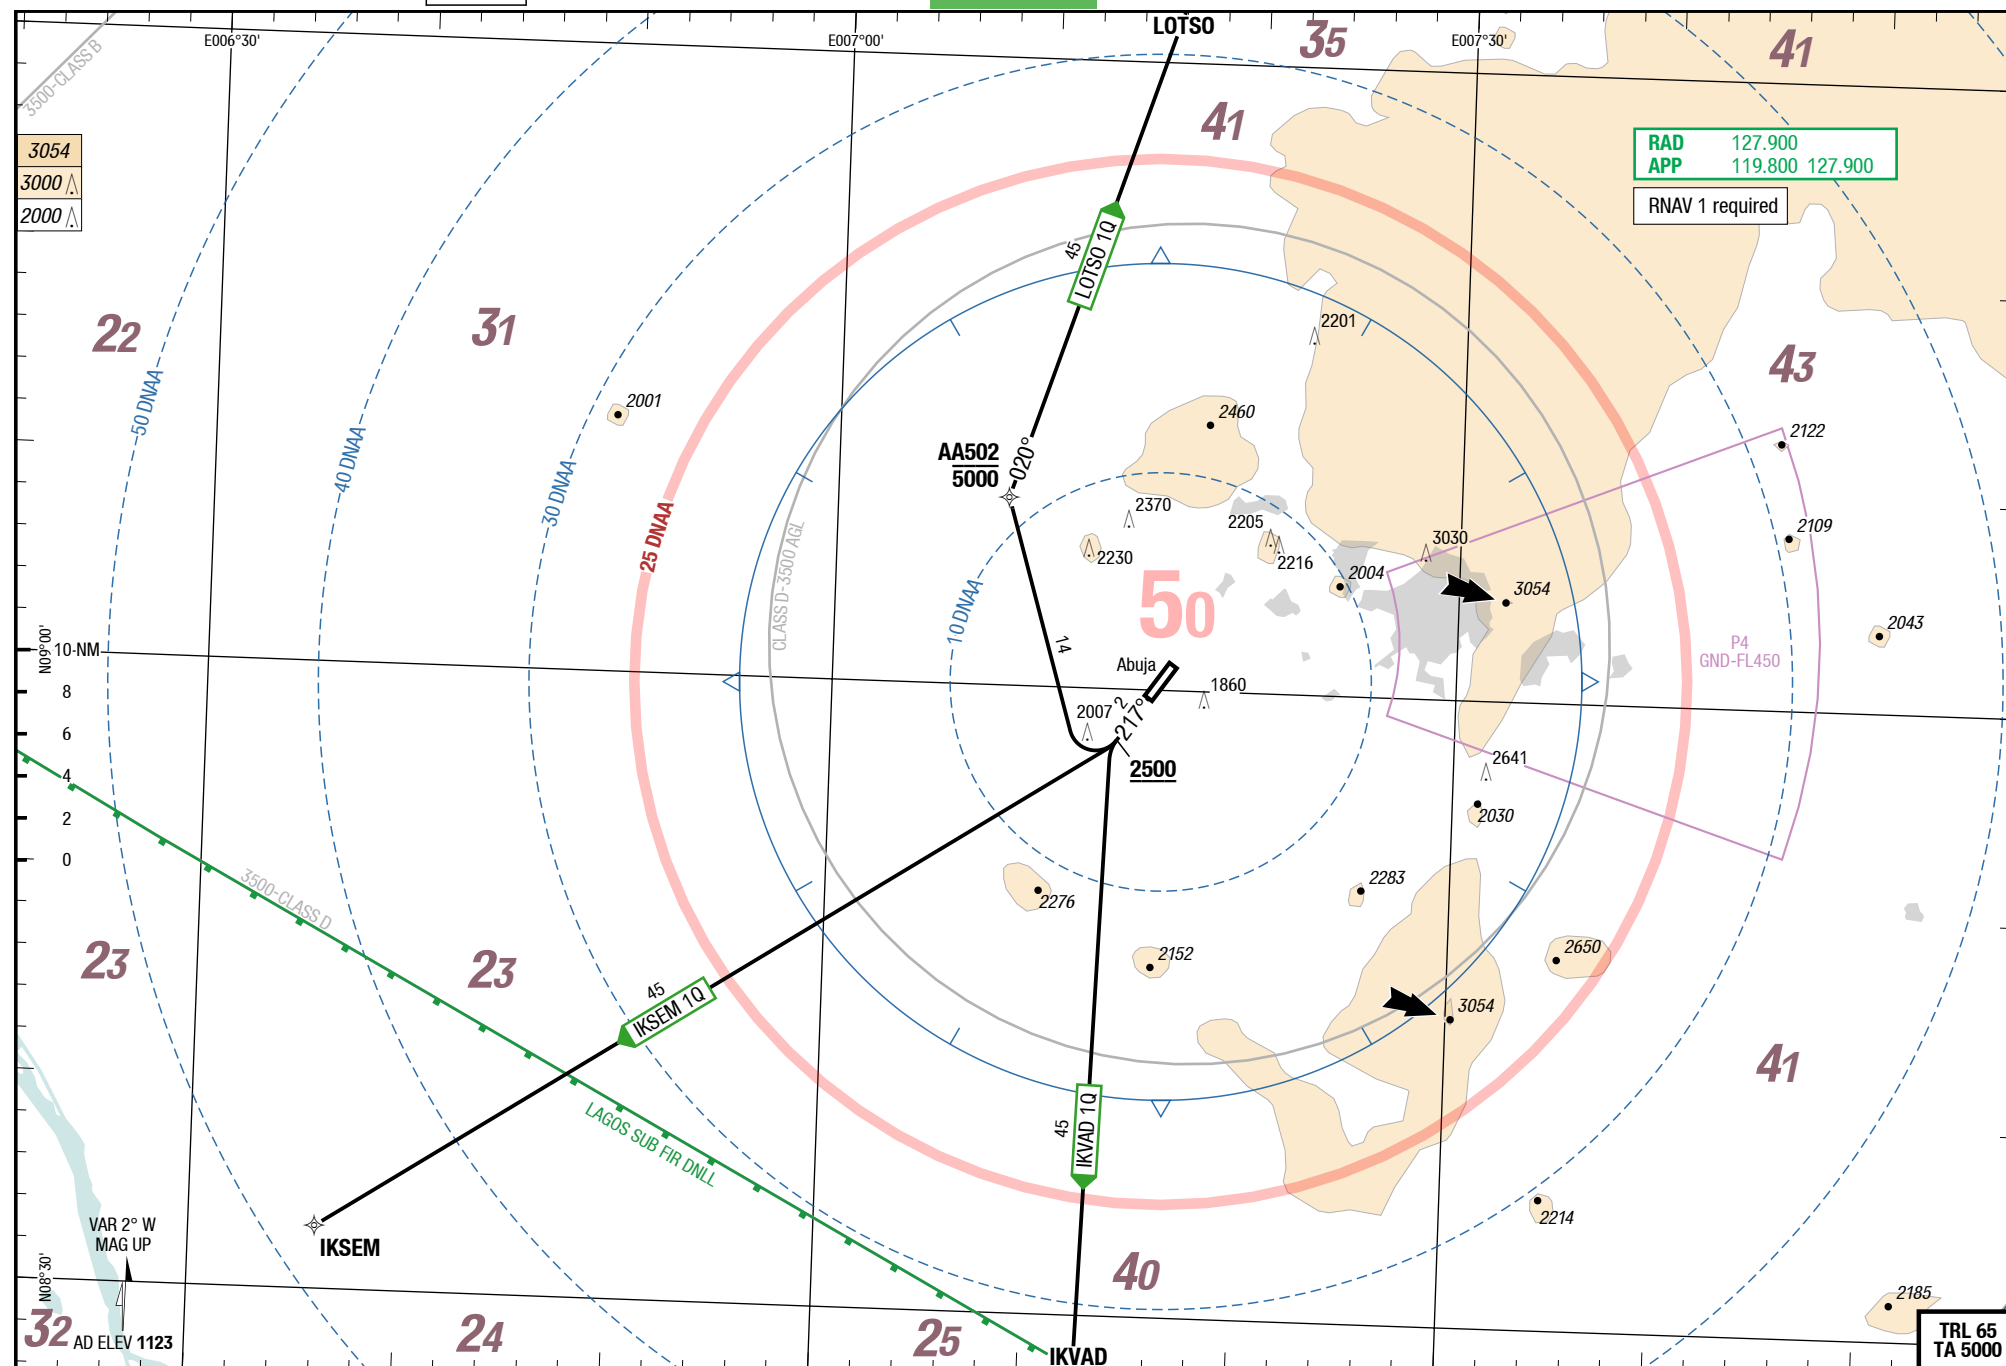 LOTSO
E006°30'
E007°00'
E007°30'
35
41
3500-CLASS B
41
3054
3000
2000
RAD 127.900
APP 119.800 127.900
RNAV 1 required
45
LOTSO 1Q
22
31
2201
43
50 DNAA
40 DNAA
30 DNAA
25 DNAA
2001
2460
2122
AA502
5000
020°
2370
2205
2216
2230
3030
2109
CLASS D-3500 AGL
10 DNAA
50
2004
3054
2043
P4
GND-FL450
14
Abuja
N09°00'
10-NM
8
6
4
2
0
1860
2007
2
217°
2500
2641
2030
3500-CLASS D
2276
2283
2152
2650
23
23
45
IKSEM 1Q
3054
41
LAGOS SUB FIR DNLL
45
IKVAD 1Q
2214
VAR 2° W
MAG UP
IKSEM
N08°30'
40
2185
32
AD ELEV 1123
24
25
IKVAD
TRL 65
TA 5000